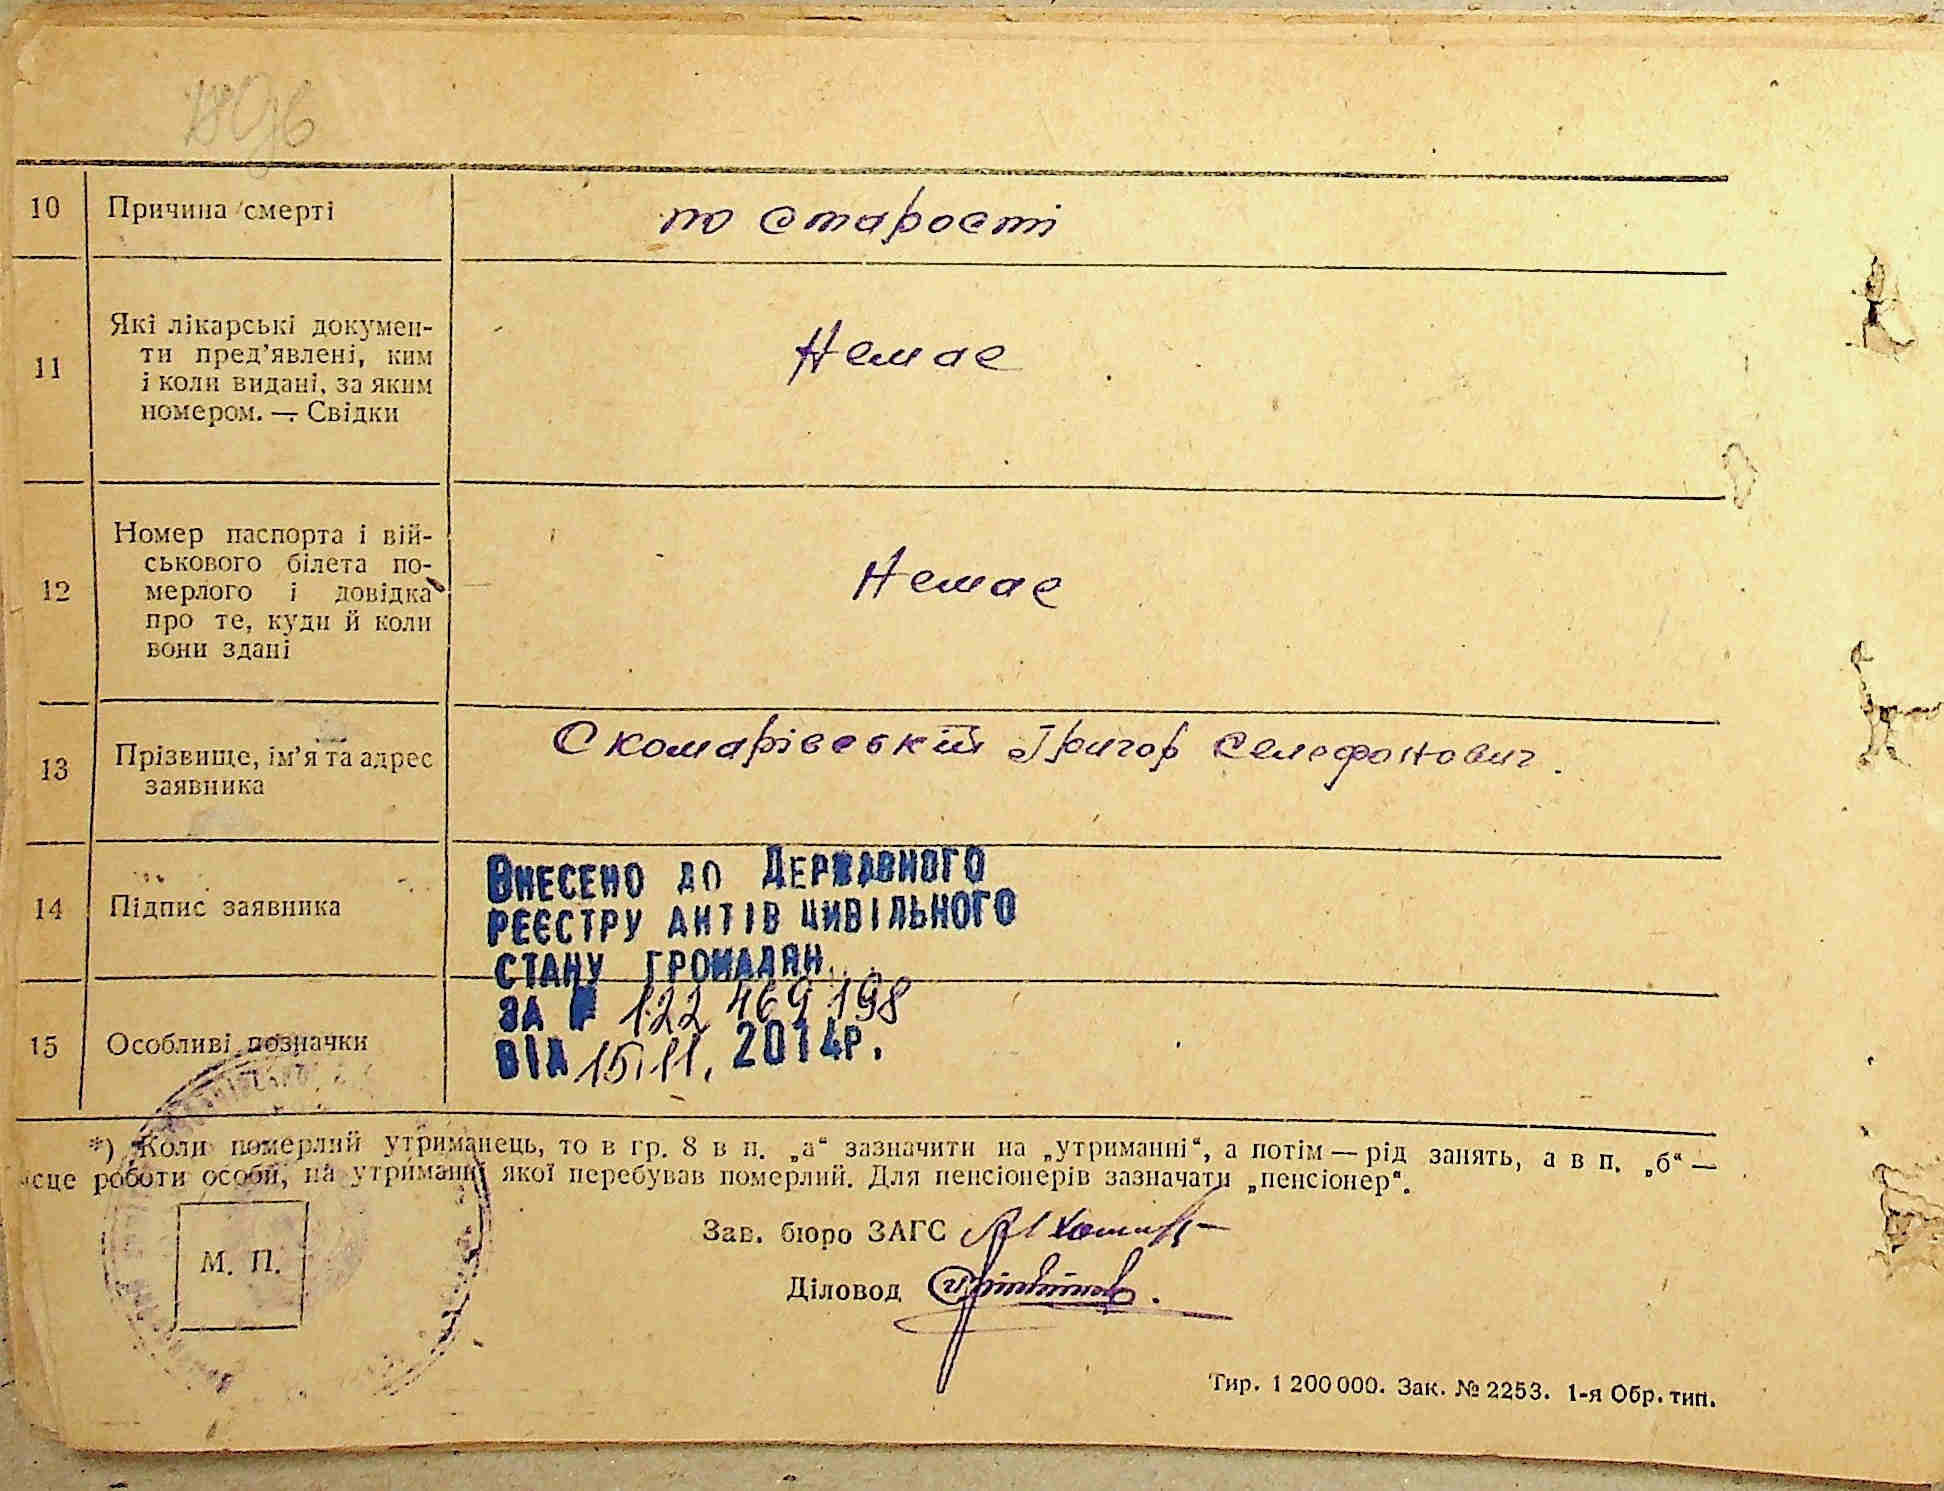 10 Причина смерті по старості
11 Які лікарські докумен-
ти пред’явлені, ким
і коли видані, за яким
номером. — Свідки
Немає
12 Номер паспорта і вій-
ськового білета по-
мерлого і довідка
про те, куди й коли
вони здані
Немає
13 Прізвище, ім’я та адрес
заявника
Скомарівський Григор Селефонович.
14 Підпис заявника
Внесено до Державного
реєстру актів цивільного
стану громадян
за № 122 469 198
від 15.11. 2014р.
15 Особливі позначки
*) Коли померлий утриманець, то в гр. 8 в п. „а“ зазначити на „утриманні“, а потім — рід занять, а в п. „б“ —
сце роботи особи, на утриманні якої перебував померлий. Для пенсіонерів зазначати „пенсіонер“.
М. П.
Зав. бюро ЗАГС
Діловод
Тир. 1 200 000. Зак. № 2253. 1-я Обр. тип.